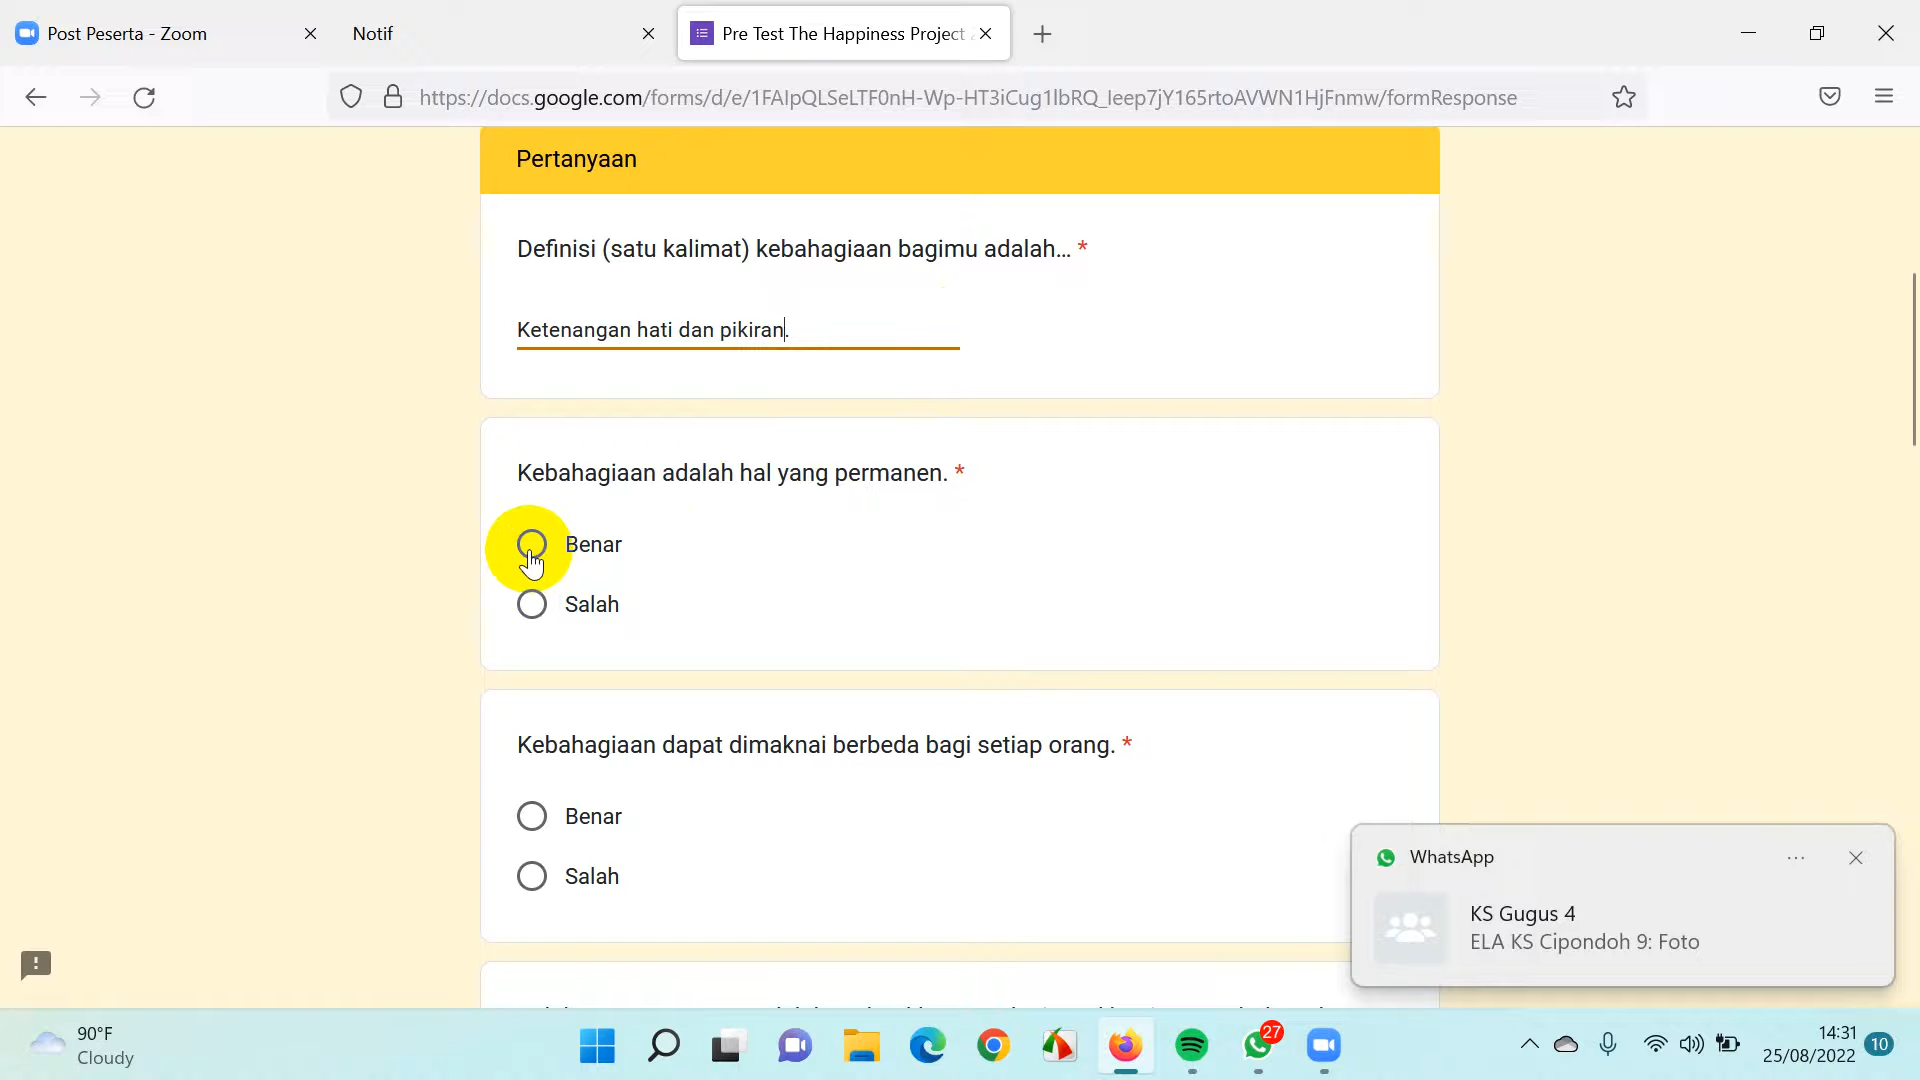 Post Peserta - Zoom
Notif
Pre Test The Happiness Project
https://docs.google.com/forms/d/e/1FAIpQLSeLTF0nH-Wp-HT3iCug1lbRQ_Ieep7jY165rtoAVWN1HjFnmw/formResponse
Pertanyaan
Definisi (satu kalimat) kebahagiaan bagimu adalah... *
Ketenangan hati dan pikiran.
Kebahagiaan adalah hal yang permanen. *
Benar
Salah
Kebahagiaan dapat dimaknai berbeda bagi setiap orang. *
Benar
Salah
WhatsApp
KS Gugus 4
ELA KS Cipondoh 9: Foto
90°F
Cloudy
27
14:31
25/08/2022
10